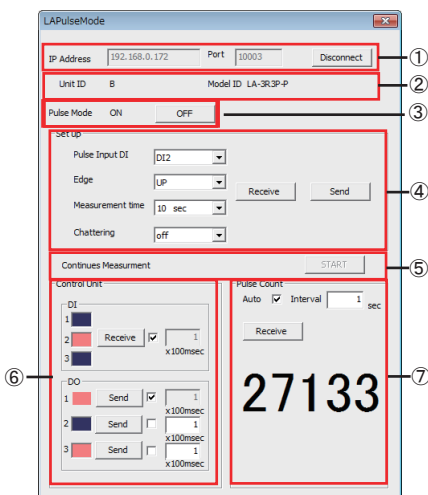 LAPulseMode
IP Address 192.168.0.172 Port 10003 Disconnect ①
Unit ID B Model ID LA-3R3P-P ②
Pulse Mode ON OFF ③
Set up
Pulse Input DI DI2
Edge UP
Receive Send ④
Measurement time 10 sec
Chattering off
Continues Measurment START ⑤
Control Unit
DI
1
2 Receive 1
x100msec
3
DO
1 Send 1
x100msec
2 Send 1
x100msec
3 Send 1
x100msec
⑥
Pulse Count
Auto Interval 1 sec
Receive
27133
⑦